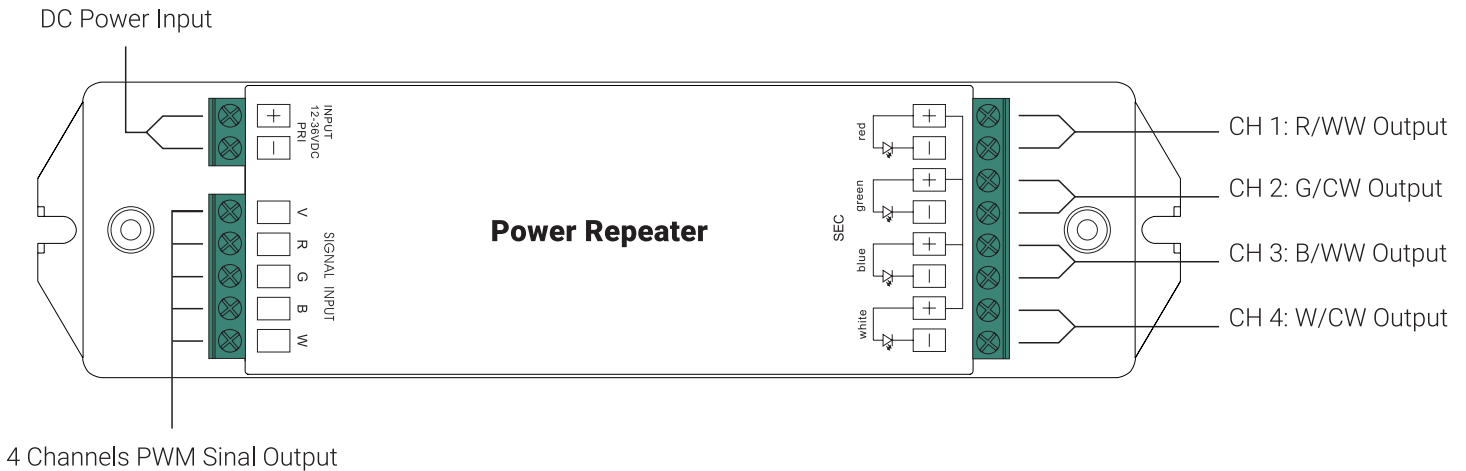 DC Power Input
+
−
INPUT
12-36VDC
PRI
V
R
G
B
W
SIGNAL INPUT
4 Channels PWM Sinal Output
Power Repeater
SEC
red
+
−
green
+
−
blue
+
−
white
+
−
CH 1: R/WW Output
CH 2: G/CW Output
CH 3: B/WW Output
CH 4: W/CW Output